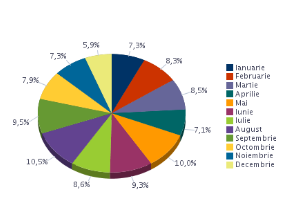 5,9%
7,3%
7,3%
8,3%
7,9%
8,5%
9,5%
7,1%
10,5%
10,0%
8,6%
9,3%
Ianuarie
Februarie
Martie
Aprilie
Mai
Iunie
Iulie
August
Septembrie
Octombrie
Noiembrie
Decembrie